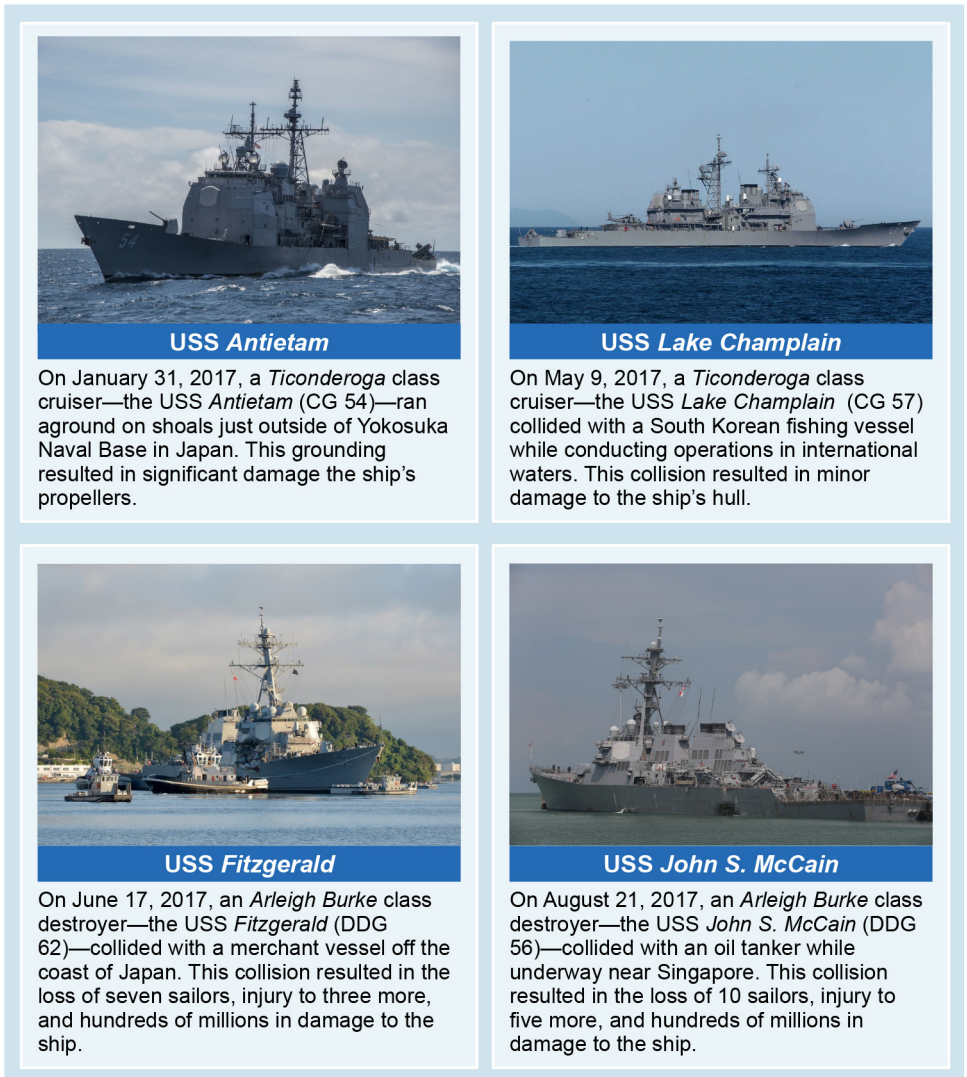 54
USS Antietam
On January 31, 2017, a Ticonderoga class
cruiser—the USS Antietam (CG 54)—ran
aground on shoals just outside of Yokosuka
Naval Base in Japan. This grounding
resulted in significant damage the ship's
propellers.
USS Lake Champlain
On May 9, 2017, a Ticonderoga class
cruiser—the USS Lake Champlain (CG 57)
collided with a South Korean fishing vessel
while conducting operations in international
waters. This collision resulted in minor
damage to the ship's hull.
USS Fitzgerald
On June 17, 2017, an Arleigh Burke class
destroyer—the USS Fitzgerald (DDG
62)—collided with a merchant vessel off the
coast of Japan. This collision resulted in the
loss of seven sailors, injury to three more,
and hundreds of millions in damage to the
ship.
USS John S. McCain
On August 21, 2017, an Arleigh Burke class
destroyer—the USS John S. McCain (DDG
56)—collided with an oil tanker while
underway near Singapore. This collision
resulted in the loss of 10 sailors, injury to
five more, and hundreds of millions in
damage to the ship.